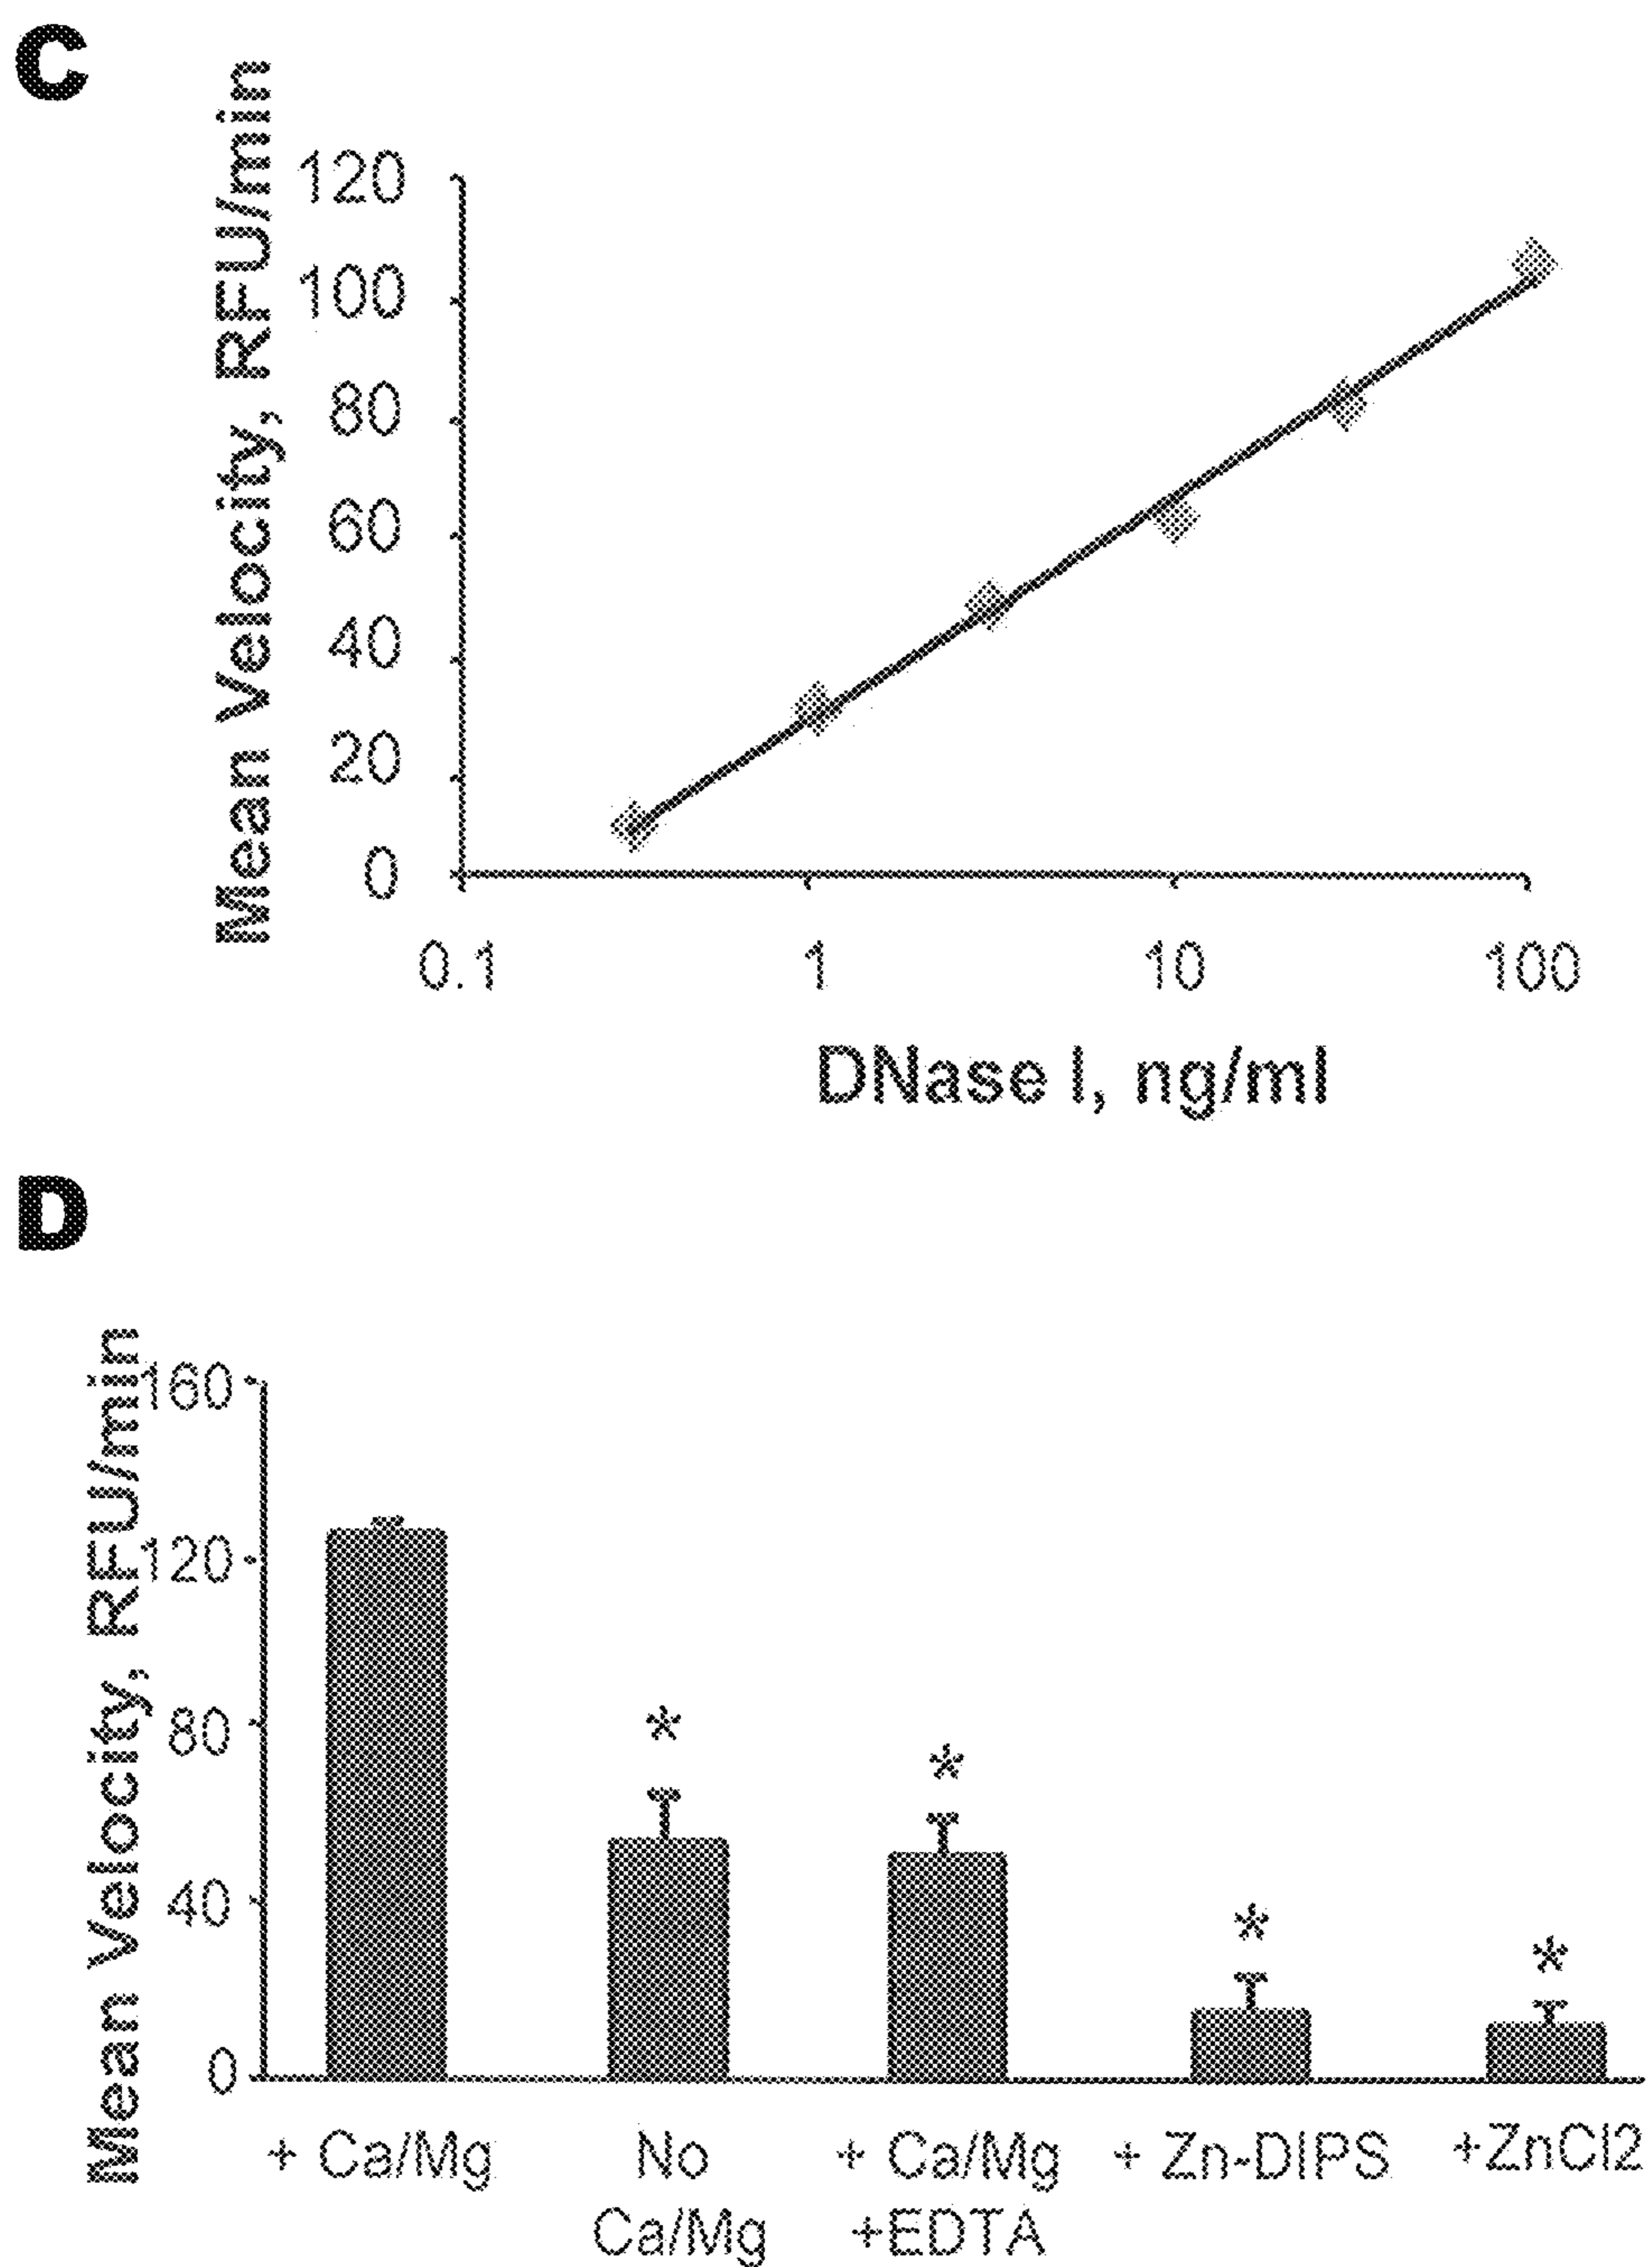 C
Mean Velocity, RFU/min
120
100
80
60
40
20
0
0.1 1 10 100
DNase I, ng/ml
D
Mean Velocity, RFU/min
160
120
80
40
0
* * * *
+ Ca/Mg No + Ca/Mg + Zn-DIPS +ZnCl2
Ca/Mg +EDTA